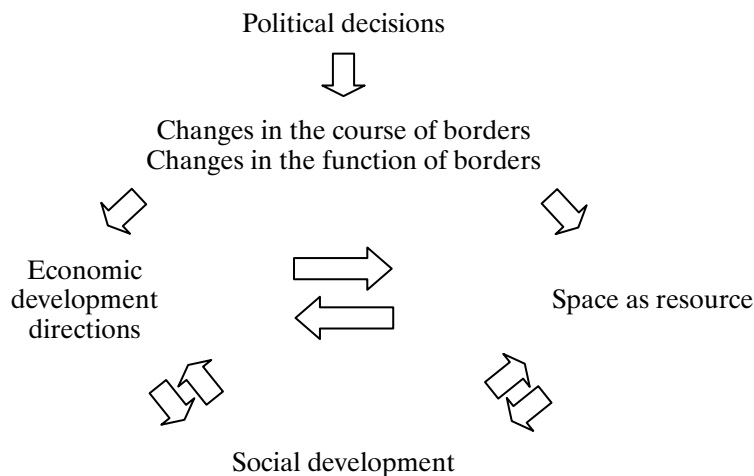 Political decisions
Changes in the course of borders
Changes in the function of borders
Economic
development
directions
Space as resource
Social development